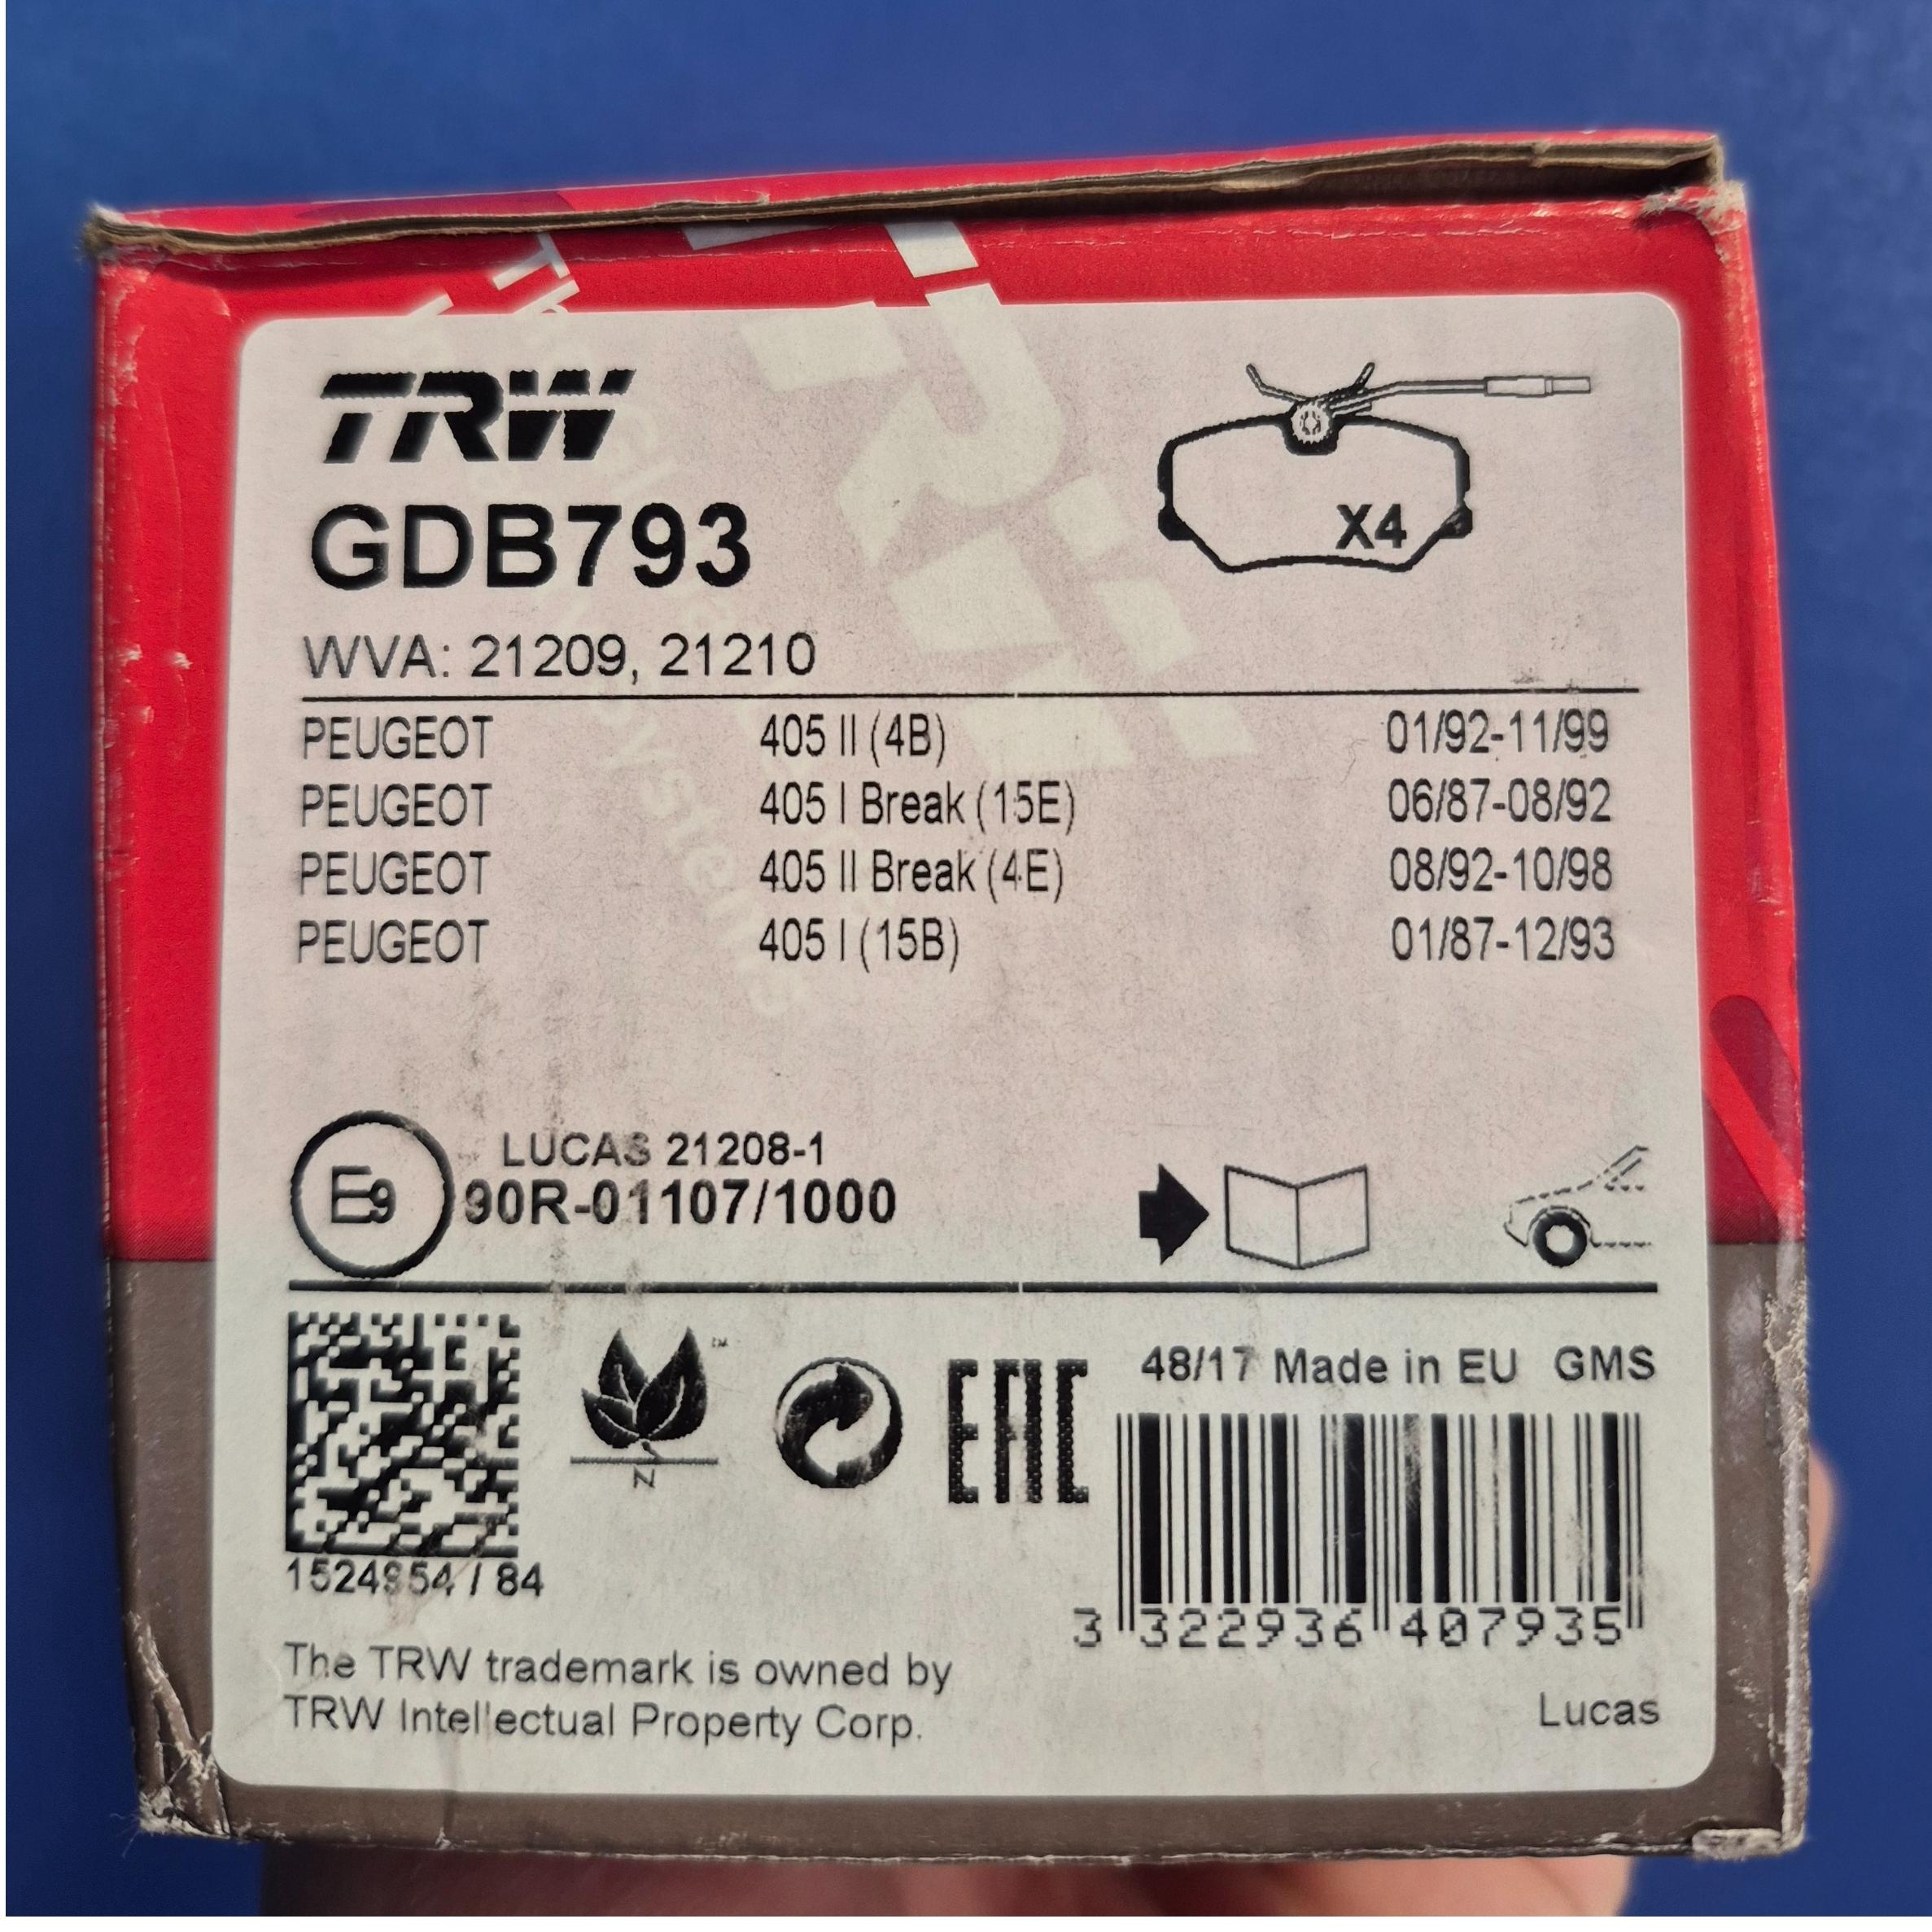 TRW
GDB793
X4
WVA: 21209, 21210
PEUGEOT 405 II (4B) 01/92-11/99
PEUGEOT 405 I Break (15E) 06/87-08/92
PEUGEOT 405 II Break (4E) 08/92-10/98
PEUGEOT 405 I (15B) 01/87-12/93
LUCAS 21208-1
E9 90R-01107/1000
48/17 Made in EU GMS
TM
N
EAC
/ 84
3 322936 407935
The TRW trademark is owned by
TRW Intellectual Property Corp.
Lucas